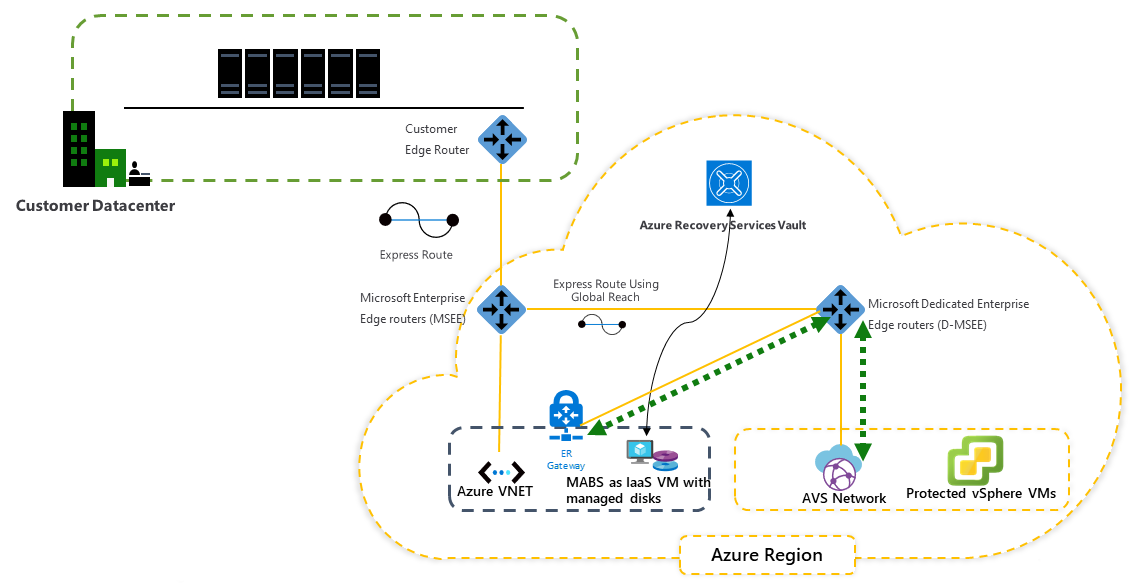 Customer
Edge Router
Customer Datacenter
Express Route
Azure Recovery Services Vault
Express Route Using
Global Reach
Microsoft Enterprise
Edge routers (MSEE)
Microsoft Dedicated Enterprise
Edge routers (D-MSEE)
ER
Gateway
Azure VNET
MABS as IaaS VM with
managed disks
AVS Network
Protected vSphere VMs
Azure Region